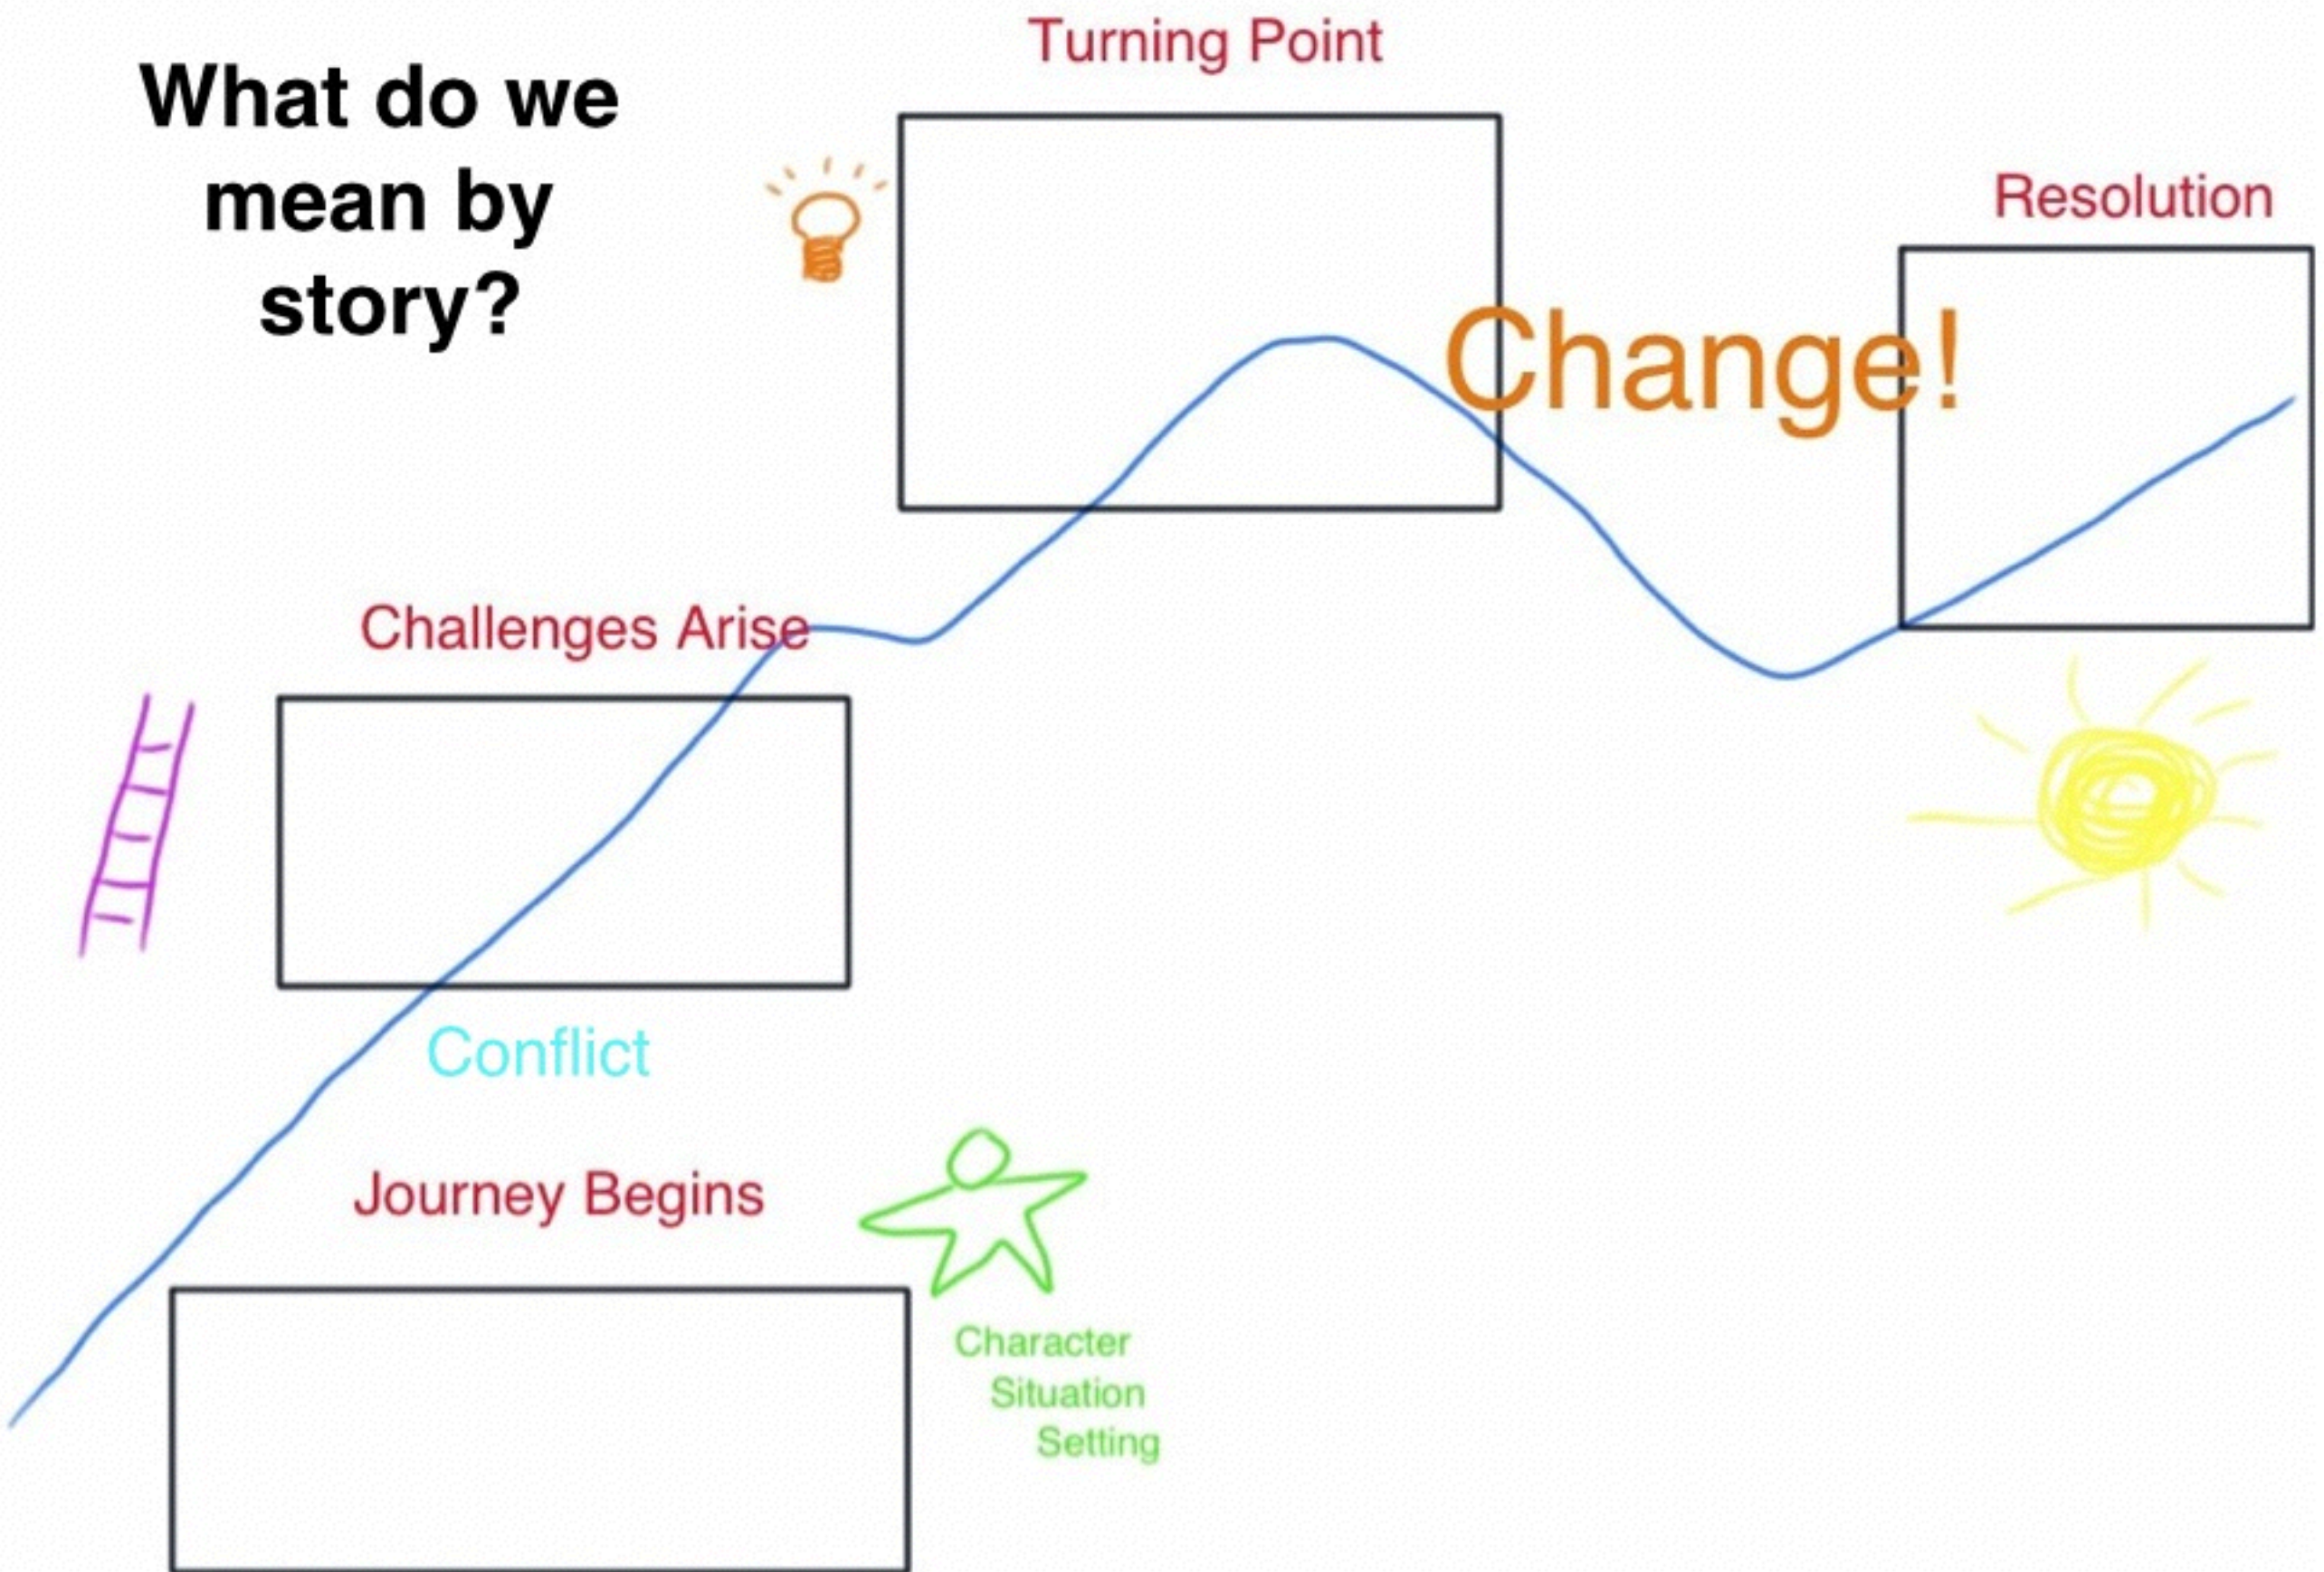 What do we
mean by
story?
Turning Point
Resolution
Change!
Challenges Arise
Conflict
Journey Begins
Character
Situation
Setting